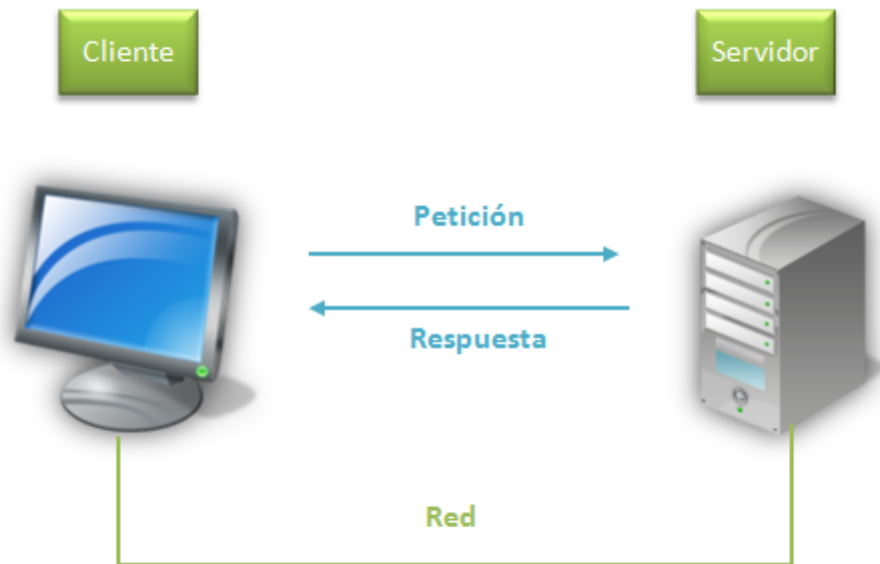 Cliente
Servidor
Petición
Respuesta
Red